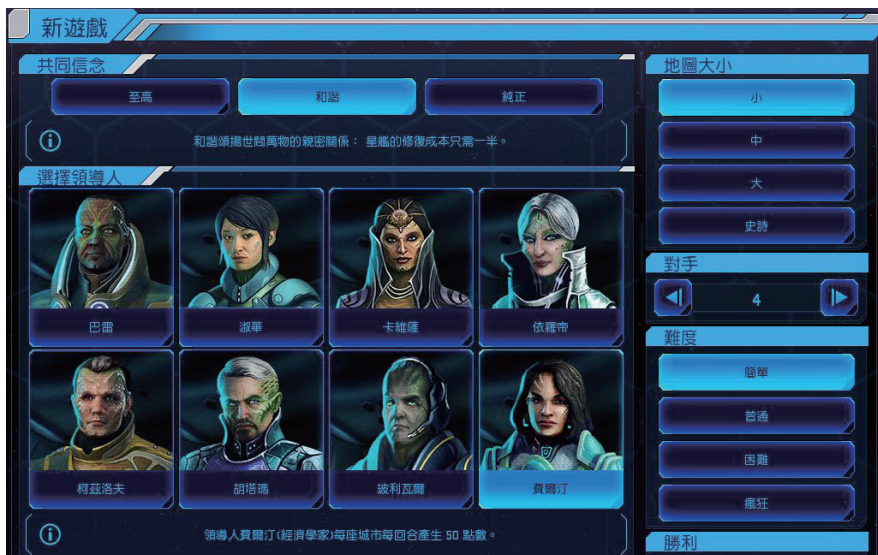 新遊戲
共同信念
至高
和諧
純正
和諧頌揚世間萬物的親密關係： 星艦的修復成本只需一半。
選擇領導人
巴雷
淑華
卡維薩
依羅帝
柯茲洛夫
胡塔瑪
玻利瓦爾
費爾汀
領導人費爾汀(經濟學家)每座城市每回合產生 50 點數。
地圖大小
小
中
大
史詩
對手
4
難度
簡單
普通
困難
瘋狂
勝利